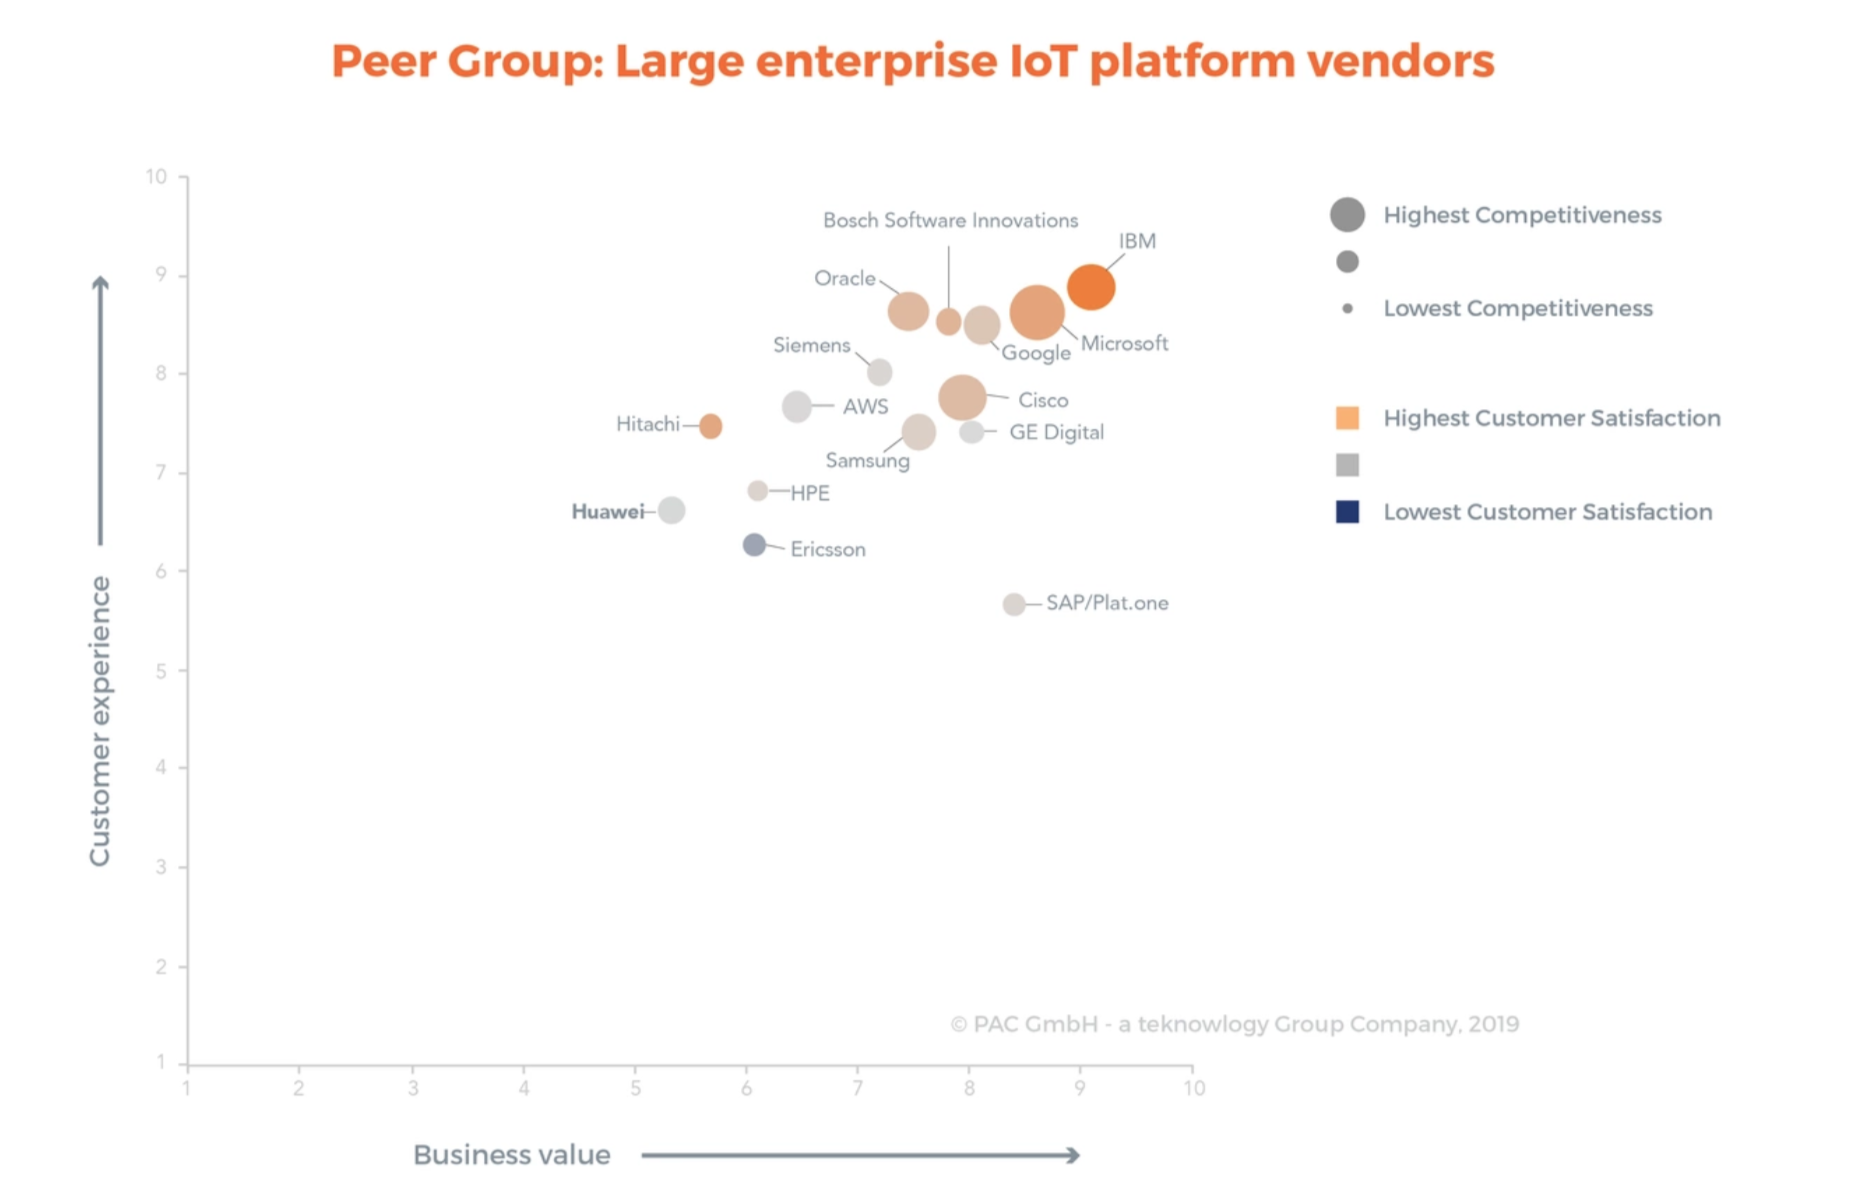 Peer Group: Large enterprise IoT platform vendors
10
9
8
7
6
5
4
3
2
1
Customer experience
Bosch Software Innovations
IBM
Oracle
Siemens
Google
Microsoft
AWS
Cisco
Hitachi
GE Digital
Samsung
HPE
Huawei
Ericsson
SAP/Plat.one
Highest Competitiveness
Lowest Competitiveness
Highest Customer Satisfaction
Lowest Customer Satisfaction
© PAC GmbH - a teknowlogy Group Company, 2019
1 2 3 4 5 6 7 8 9 10
Business value